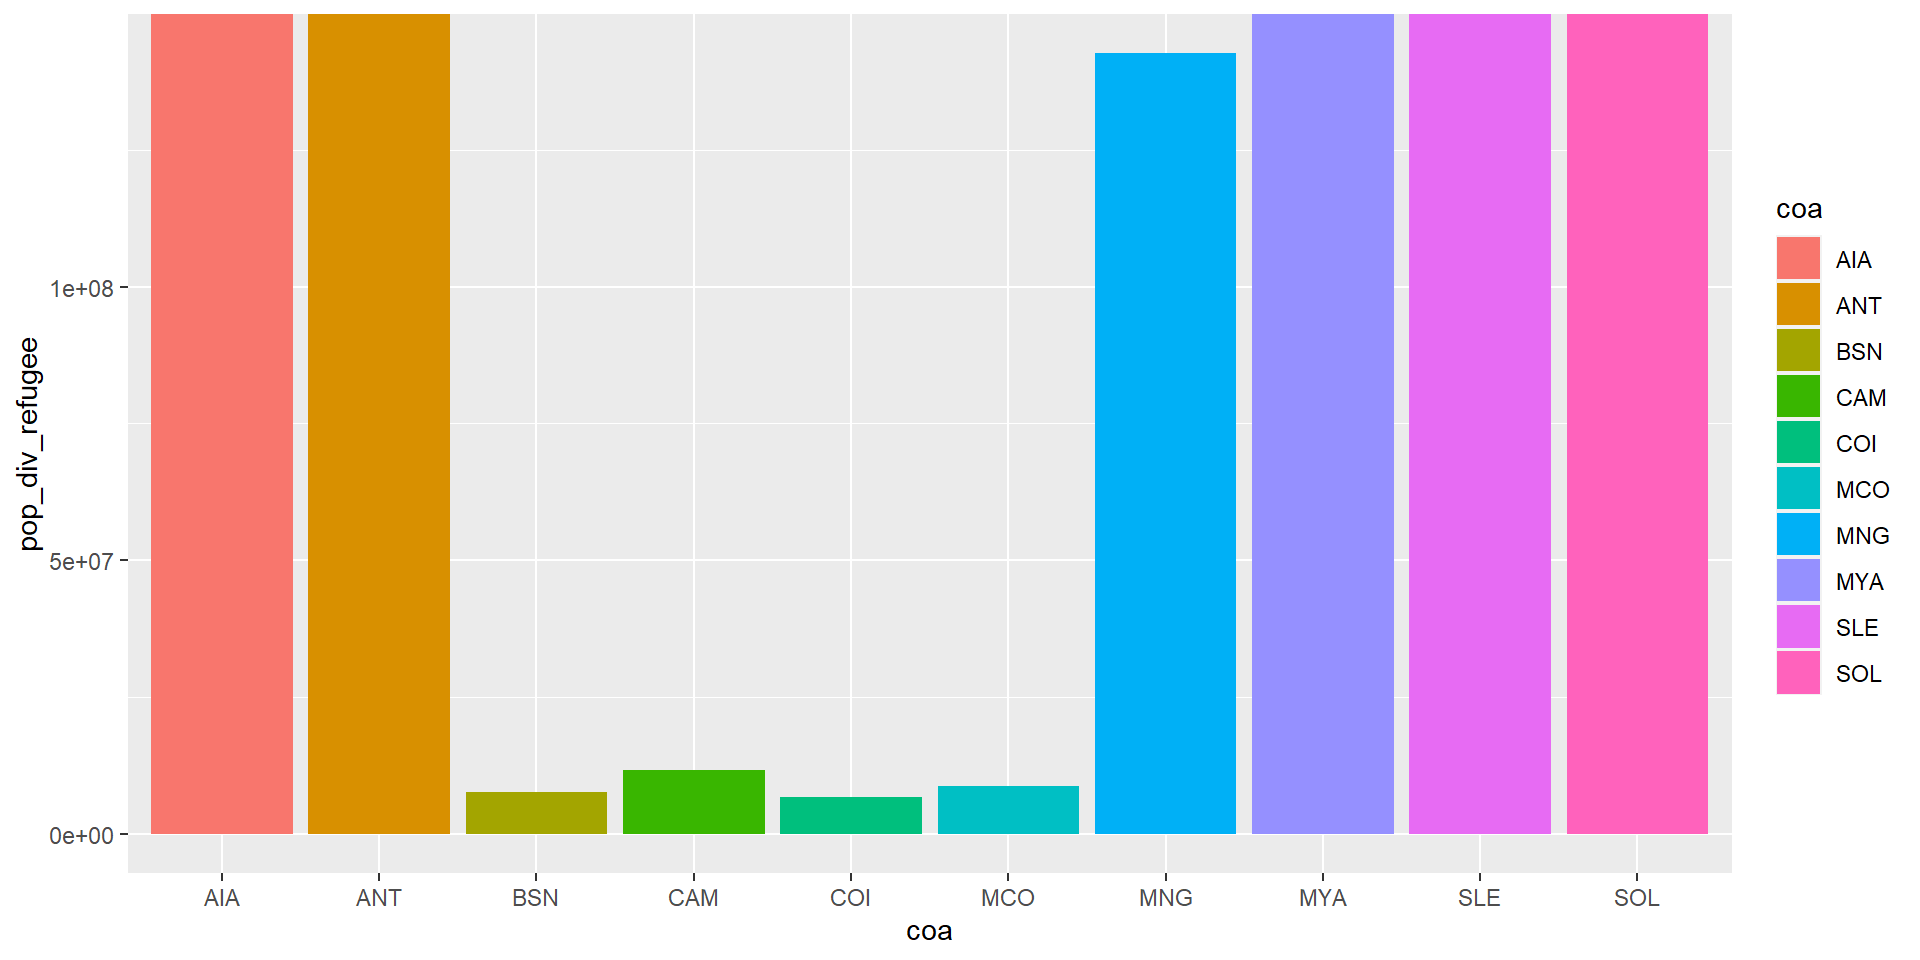 pop_div_refugee
1e+08
5e+07
0e+00
AIA ANT BSN CAM COI MCO MNG MYA SLE SOL
coa
coa
AIA
ANT
BSN
CAM
COI
MCO
MNG
MYA
SLE
SOL